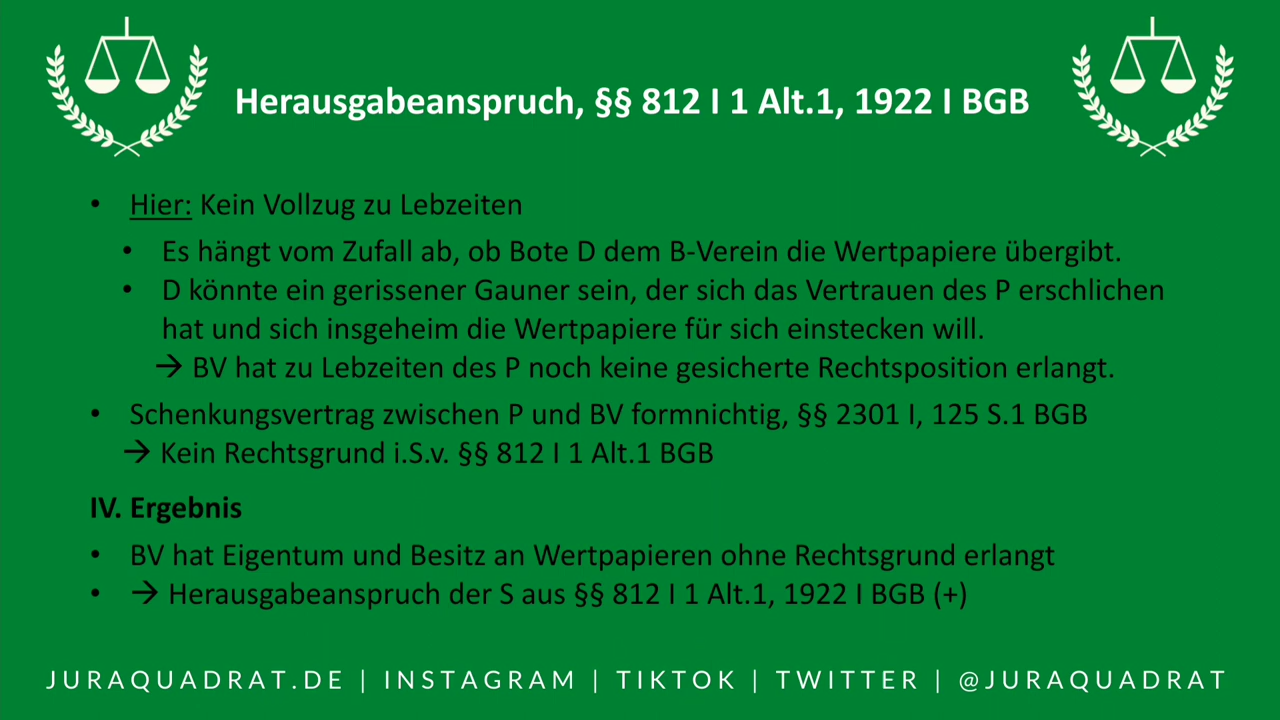 Herausgabeanspruch, §§ 812 I 1 Alt.1, 1922 I BGB
• Hier: Kein Vollzug zu Lebzeiten
• Es hängt vom Zufall ab, ob Bote D dem B-Verein die Wertpapiere übergibt.
• D könnte ein gerissener Gauner sein, der sich das Vertrauen des P erschlichen
hat und sich insgeheim die Wertpapiere für sich einstecken will.
→ BV hat zu Lebzeiten des P noch keine gesicherte Rechtsposition erlangt.
• Schenkungsvertrag zwischen P und BV formnichtig, §§ 2301 I, 125 S.1 BGB
→ Kein Rechtsgrund i.S.v. §§ 812 I 1 Alt.1 BGB
IV. Ergebnis
• BV hat Eigentum und Besitz an Wertpapieren ohne Rechtsgrund erlangt
• → Herausgabeanspruch der S aus §§ 812 I 1 Alt.1, 1922 I BGB (+)
JURAQUADRAT.DE | INSTAGRAM | TIKTOK | TWITTER | @JURAQUADRAT